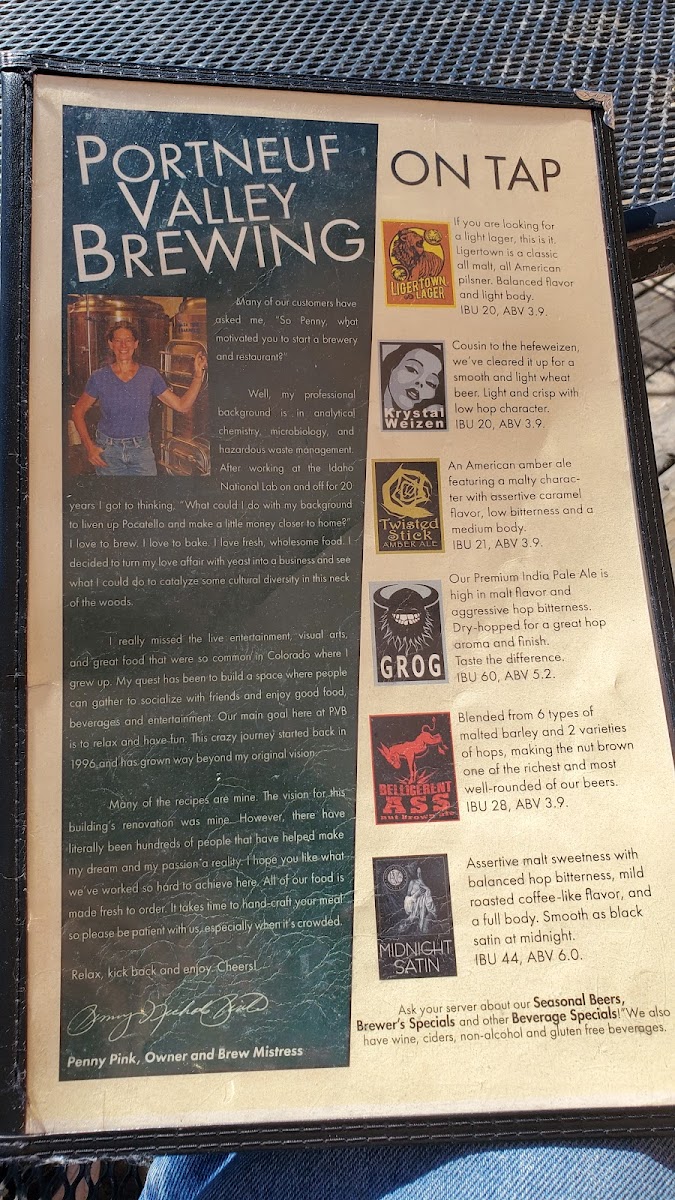 PORTNEUF
VALLEY
BREWING
Many of our customers have
asked me, "So Penny, what
motivated you to start a brewery
and restaurant?"
Well, my professional
background is in analytical
chemistry, microbiology, and
hazardous waste management.
After working at the Idaho
National Lab on and off for 20
years I got to thinking, "What could I do with my background
to liven up Pocatello and make a little money closer to home?"
I love to brew. I love to bake. I love fresh, wholesome food. I
decided to turn my love affair with yeast into a business and see
what I could do to catalyze some cultural diversity in this neck
of the woods.
I really missed the live entertainment, visual arts,
and great food that were so common in Colorado where I
grew up. My quest has been to build a space where people
can gather to socialize with friends and enjoy good food,
beverages and entertainment. Our main goal here at PVB
is to relax and have fun. This crazy journey started back in
1996 and has grown way beyond my original vision.
Many of the recipes are mine. The vision for this
building's renovation was mine. However, there have
literally been hundreds of people that have helped make
my dream and my passion a reality. I hope you like what
we've worked so hard to achieve here. All of our food is
made fresh to order. It takes time to hand-craft your meal
so please be patient with us, especially when it's crowded.
Relax, kick back and enjoy. Cheers!
Penny Pink, Owner and Brew Mistress
ON TAP
LIGERTOWN
LAGER
If you are looking for
a light lager, this is it.
Ligertown is a classic
all malt, all American
pilsner. Balanced flavor
and light body.
IBU 20, ABV 3.9.
Krystal
Weizen
Cousin to the hefeweizen,
we've cleared it up for a
smooth and light wheat
beer. Light and crisp with
low hop character.
IBU 20, ABV 3.9.
Twisted
Stick
AMBER ALE
An American amber ale
featuring a malty charac-
ter with assertive caramel
flavor, low bitterness and a
medium body.
IBU 21, ABV 3.9.
GROG
Our Premium India Pale Ale is
high in malt flavor and
aggressive hop bitterness.
Dry-hopped for a great hop
aroma and finish.
Taste the difference.
IBU 60, ABV 5.2.
BELLIGERENT
ASS
nut brown ale
Blended from 6 types of
malted barley and 2 varieties
of hops, making the nut brown
one of the richest and most
well-rounded of our beers.
IBU 28, ABV 3.9.
MIDNIGHT
SATIN
Assertive malt sweetness with
balanced hop bitterness, mild
roasted coffee-like flavor, and
a full body. Smooth as black
satin at midnight.
IBU 44, ABV 6.0.
Ask your server about our Seasonal Beers,
Brewer's Specials and other Beverage Specials!"We also
have wine, ciders, non-alcohol and gluten free beverages.